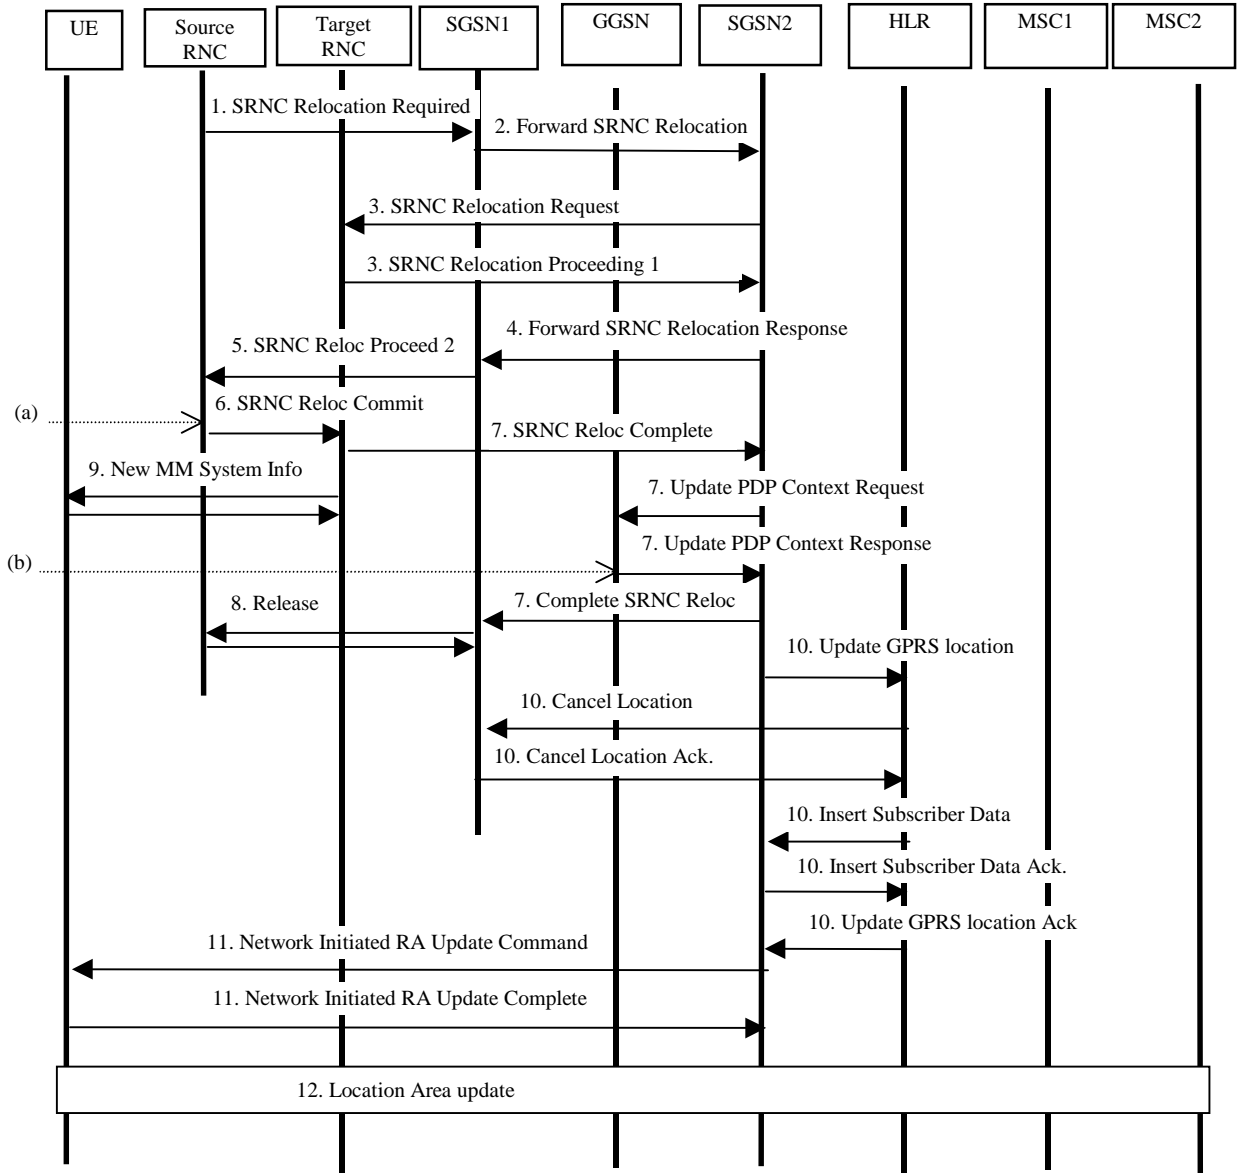 UE
Source
RNC
Target
RNC
SGSN1
GGSN
SGSN2
HLR
MSC1
MSC2
1. SRNC Relocation Required
2. Forward SRNC Relocation
3. SRNC Relocation Request
3. SRNC Relocation Proceeding 1
4. Forward SRNC Relocation Response
5. SRNC Reloc Proceed 2
(a)
6. SRNC Reloc Commit
7. SRNC Reloc Complete
9. New MM System Info
7. Update PDP Context Request
7. Update PDP Context Response
(b)
8. Release
7. Complete SRNC Reloc
10. Update GPRS location
10. Cancel Location
10. Cancel Location Ack.
10. Insert Subscriber Data
10. Insert Subscriber Data Ack.
10. Update GPRS location Ack
11. Network Initiated RA Update Command
11. Network Initiated RA Update Complete
12. Location Area update